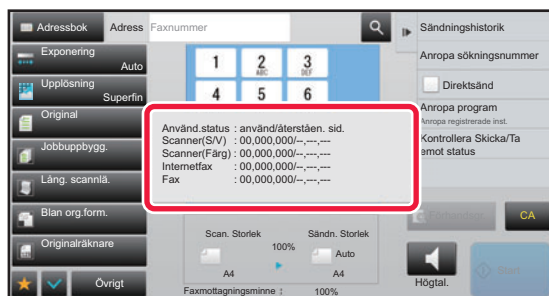 Adressbok
Adress
Faxnummer
Exponering
Auto
Upplösning
Superfin
Original
Jobbuppbygg.
Lång. scannlä.
Blan org.form.
Originalräknare
Övrigt
1
2
ABC
3
DEF
4
5
6
Använd.status : använd/återståen. sid.
Scanner(S/V) : 00,000,000/--,---,---
Scanner(Färg) : 00,000,000/--,---,---
Internetfax : 00,000,000/--,---,---
Fax : 00,000,000/--,---,---
Scan. Storlek
100%
Sändn. Storlek
Auto
A4
A4
Faxmottagningsminne : 100%
Sändningshistorik
Anropa sökningsnummer
Direktsänd
Anropa program
Anropa registrerade inst.
Kontrollera Skicka/Ta
emot status
CA
Högtal.
Start